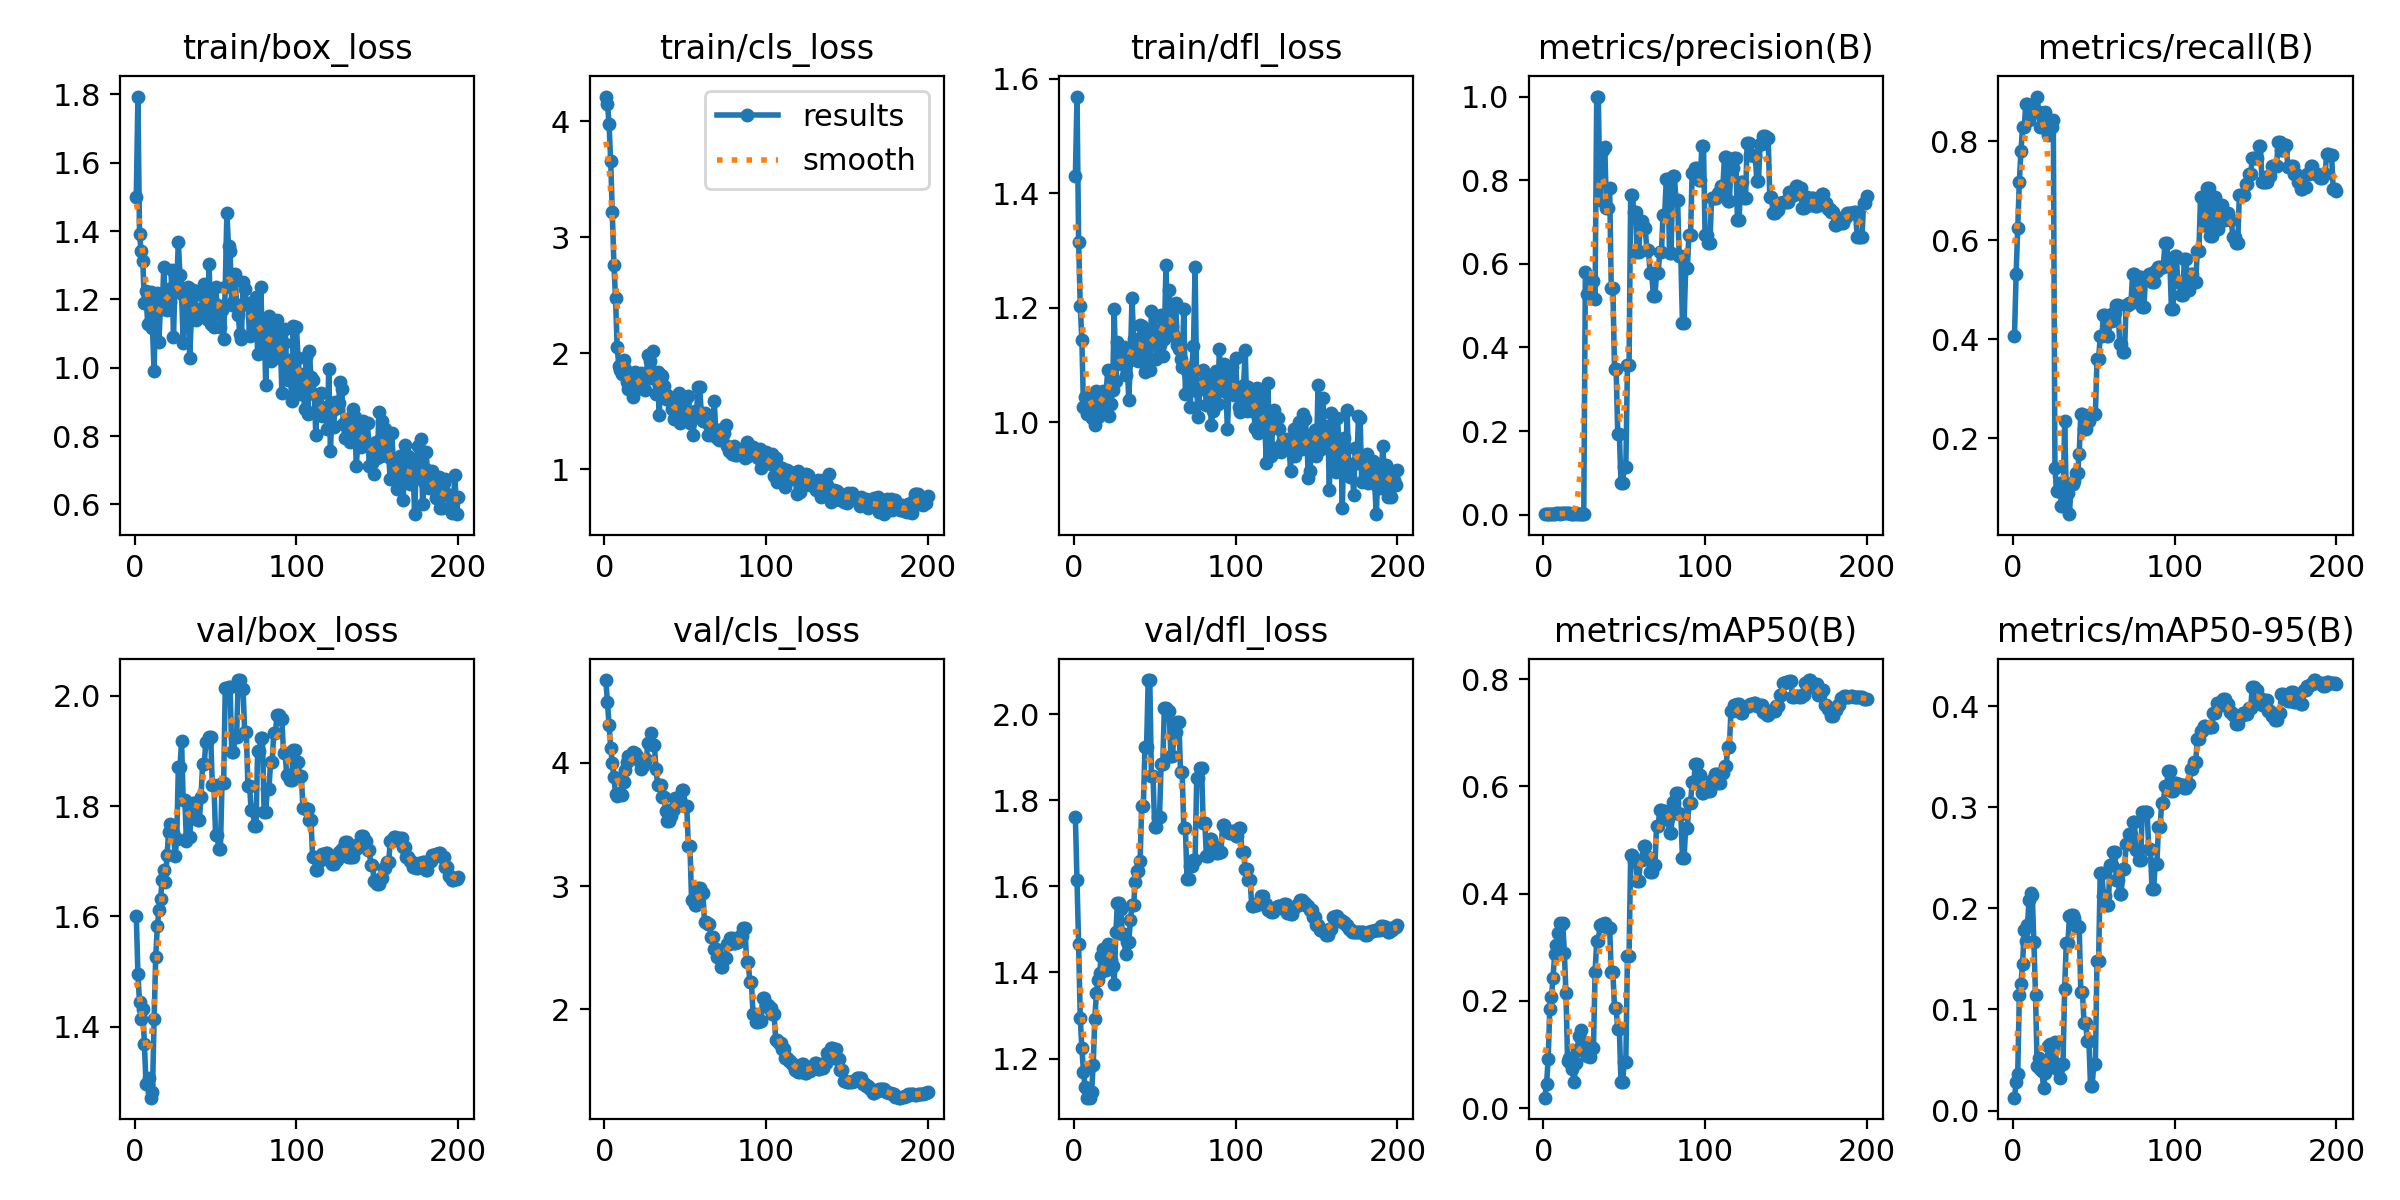 train/box_loss
1.8
1.6
1.4
1.2
1.0
0.8
0.6
0 100 200
train/cls_loss
results
smooth
4
3
2
1
0 100 200
train/dfl_loss
1.6
1.4
1.2
1.0
0 100 200
metrics/precision(B)
1.0
0.8
0.6
0.4
0.2
0.0
0 100 200
metrics/recall(B)
0.8
0.6
0.4
0.2
0 100 200
val/box_loss
2.0
1.8
1.6
1.4
0 100 200
val/cls_loss
4
3
2
0 100 200
val/dfl_loss
2.0
1.8
1.6
1.4
1.2
0 100 200
metrics/mAP50(B)
0.8
0.6
0.4
0.2
0.0
0 100 200
metrics/mAP50-95(B)
0.4
0.3
0.2
0.1
0.0
0 100 200